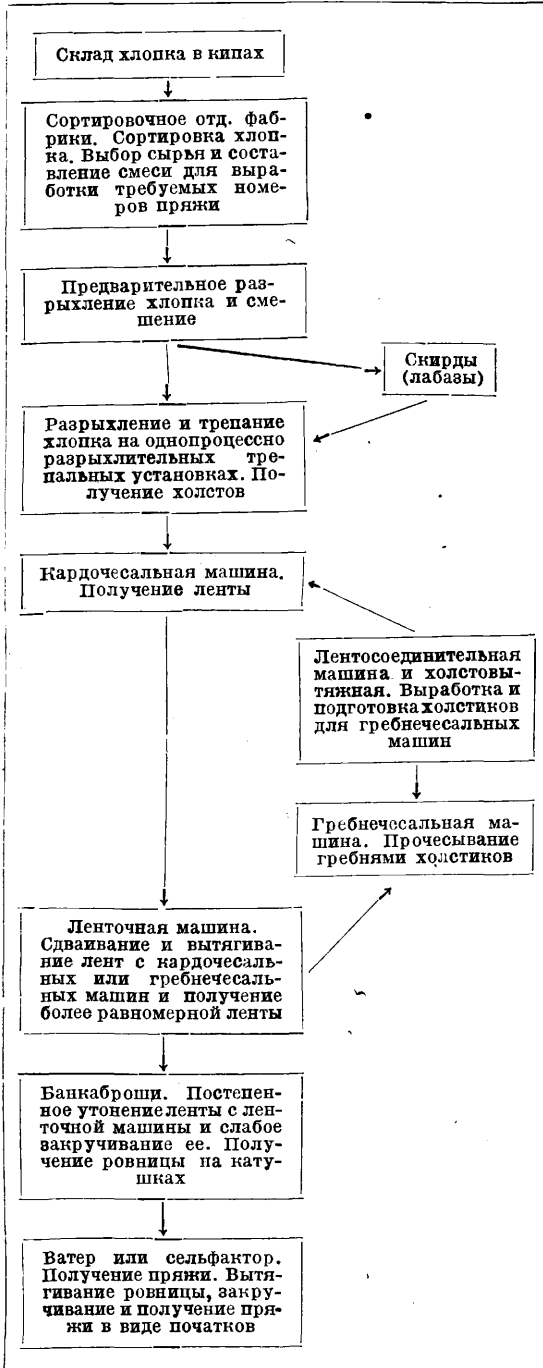 Склад хлопка в кипах
Сортировочное отд. фаб-
рики. Сортировка хлоп-
ка. Выбор сырья и соста-
вление смеси для выра-
ботки требуемых номе-
ров пряжи
Предварительное раз-
рыхление хлопка и сме-
шение
Скирды
(лабазы)
Разрыхление и трепание
хлопка на однопроцессно
разрыхлительных тре-
пальных установках. По-
лучение холстов
Кардочесальная машина.
Получение ленты
Лентосоединительная
машина и холстовы-
тяжная. Выработка и
подготовка холстиков
для гребнечесальных
машин
Гребнечесальная ма-
шина. Прочесывание
гребнями холстиков
Ленточная машина.
Сдваивание и вытягива-
ние лент с кардочесаль-
ных или гребнечесаль-
ных машин и получение
более равномерной ленты
Банкаброши. Постепен-
ное утонение ленты с лен-
точной машины и слабое
закручивание ее. Полу-
чение ровницы на кату-
шках
Ватер или сельфактор.
Получение пряжи. Вытя-
гивание ровницы, закру-
чивание и получение пря-
жи в виде початков